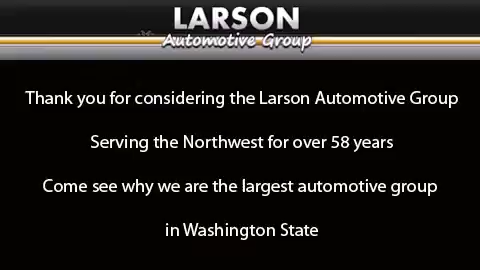 LARSON
Automotive Group
Thank you for considering the Larson Automotive Group
Serving the Northwest for over 58 years
Come see why we are the largest automotive group
in Washington State